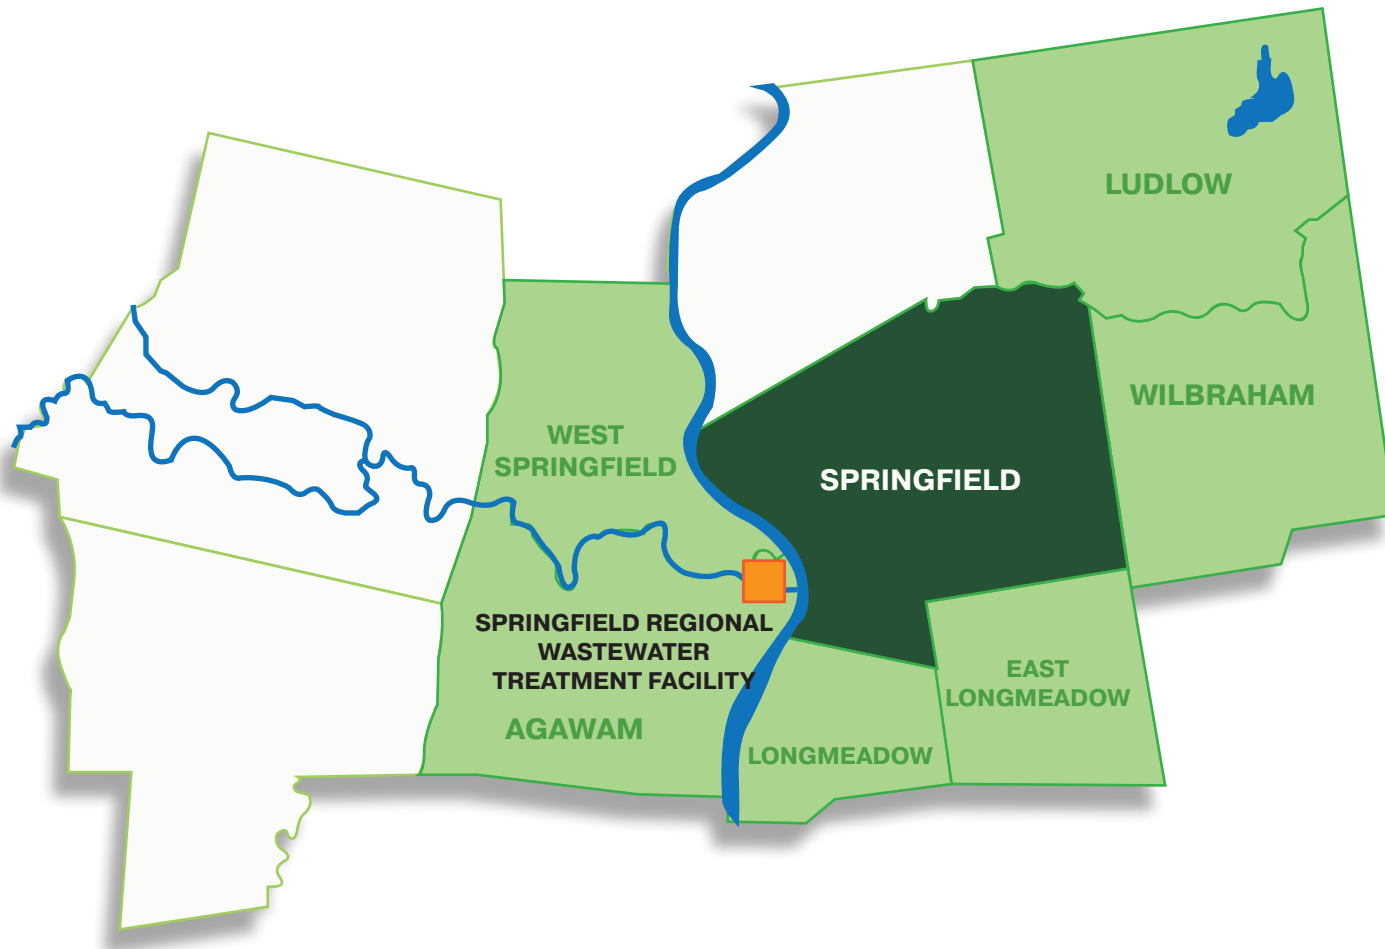 LUDLOW
WILBRAHAM
WEST
SPRINGFIELD
SPRINGFIELD
SPRINGFIELD REGIONAL
WASTEWATER
TREATMENT FACILITY
AGAWAM
EAST
LONGMEADOW
LONGMEADOW